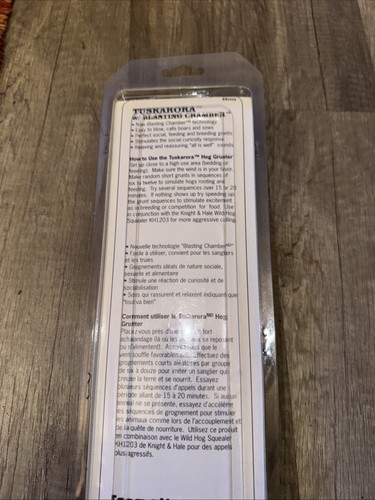 TUSKARORA™
W/ BLASTING CHAMBER™
• New Blasting Chamber™ technology
• Easy to blow, calls boars and sows
• Perfect social, feeding and breeding grunts
• Stimulates the social curiosity response
• Relaxing and reassuring "all is well" sounds
How to Use the Tuskarora™ Hog Grunter
Set up close to a high use area (bedding or
feeding). Make sure the wind is in your favor.
Make random short grunts in sequences of
six to twelve to simulate hogs rooting and
feeding. Try several sequences over 15 to 20
minutes. If nothing shows up try speeding up
the grunt sequences to stimulate excitement
as in breeding or competition for food. Use
in conjunction with the Knight & Hale Wild Hog
Squealer KH1203 for more aggressive calling.
• Nouvelle technologie "Blasting Chamber"MD
• Facile à utiliser, convient pour les sangliers
et les truies
• Grognements idéals de nature sociale,
alimentaire
• Stimule une réaction de curiosité et de
socialisation
• Sons qui rassurent et relaxent indiquant que
"tout va bien"
Comment utiliser le TusKaroraMD Hog
Grunter
Placez vous près d'une à fort
achalandage (là où les se reposent
ou s'alimentent). Assurez que le
vent souffle favorablement. Effectuez des
grognements courts aléatoires par groupe
de six à douze pour imiter un sanglier qui
creuse la terre et se nourrit. Essayez
plusieurs séquences d'appels durant une
période allant de 15 à 20 minutes. Si aucun
animal ne se présente, essayez d'accélérer
les séquences de grognement pour stimuler
les animaux comme lors de l'accouplement et
de la quête de nourriture. Utilisez ce produit
en combinaison avec le Wild Hog Squealer
KH1203 de Knight & Hale pour des appels
plus agressifs.